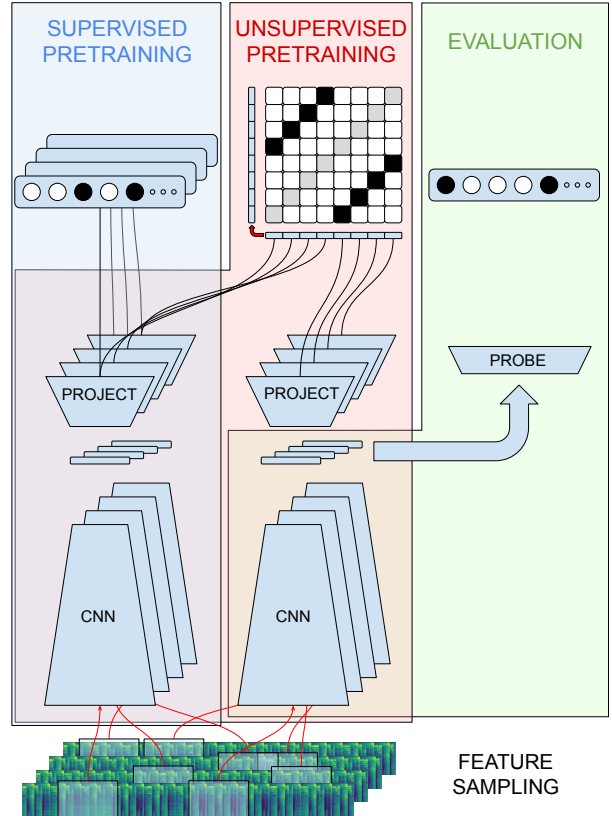 SUPERVISED
PRETRAINING
UNSUPERVISED
PRETRAINING
EVALUATION
PROJECT
PROJECT
PROBE
CNN
CNN
FEATURE
SAMPLING